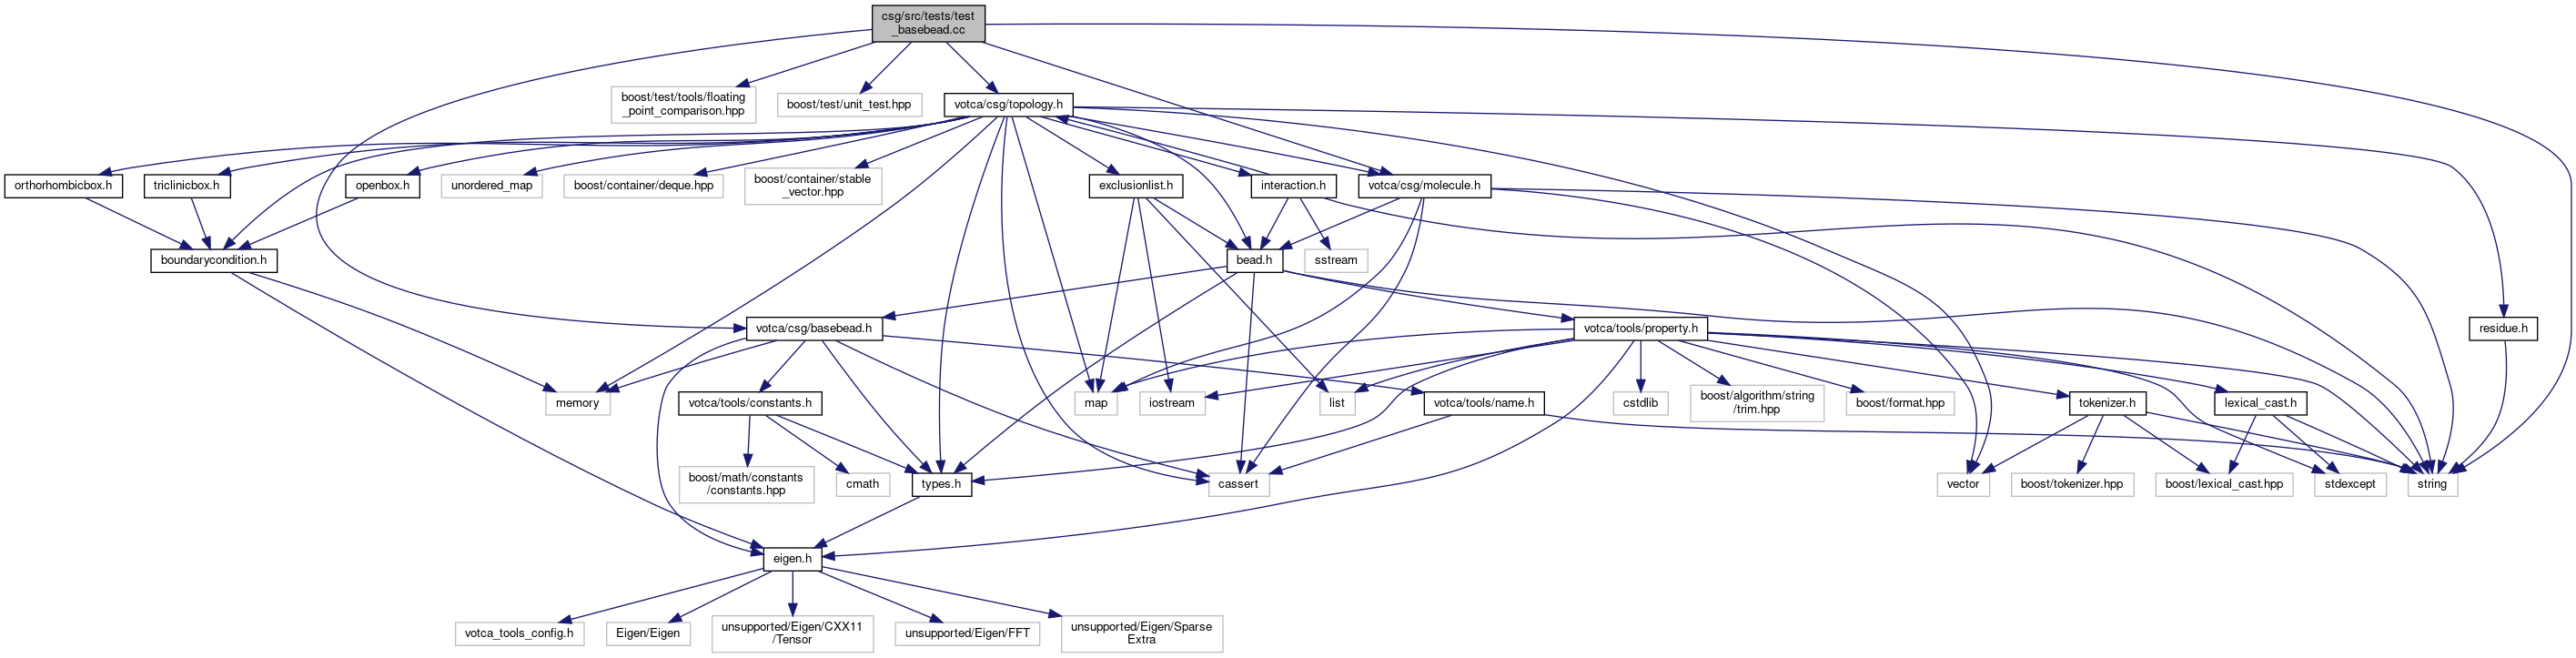 csg/src/tests/test
_basebead.cc
boost/test/tools/floating
_point_comparison.hpp
boost/test/unit_test.hpp
votca/csg/topology.h
orthorhombicbox.h
triclinicbox.h
openbox.h
unordered_map
boost/container/deque.hpp
boost/container/stable
_vector.hpp
exclusionlist.h
interaction.h
votca/csg/molecule.h
boundarycondition.h
bead.h
sstream
votca/csg/basebead.h
votca/tools/property.h
residue.h
memory
votca/tools/constants.h
map
iostream
list
votca/tools/name.h
cstdlib
boost/algorithm/string
/trim.hpp
boost/format.hpp
tokenizer.h
lexical_cast.h
boost/math/constants
/constants.hpp
cmath
types.h
cassert
vector
boost/tokenizer.hpp
boost/lexical_cast.hpp
stdexcept
string
eigen.h
votca_tools_config.h
Eigen/Eigen
unsupported/Eigen/CXX11
/Tensor
unsupported/Eigen/FFT
unsupported/Eigen/Sparse
Extra